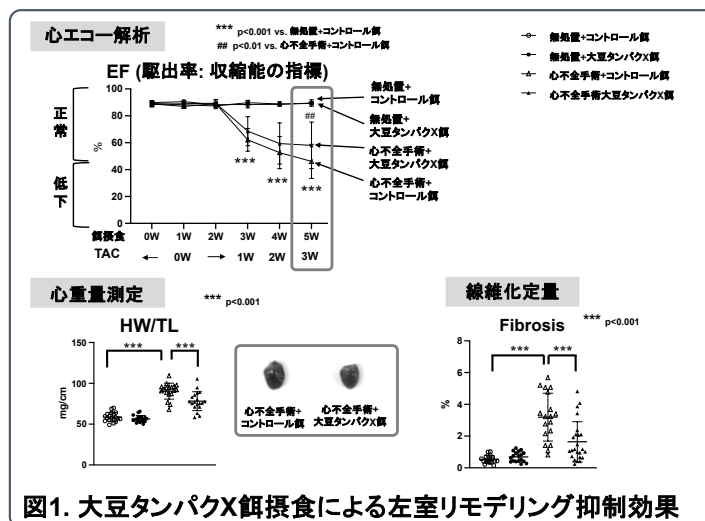 心エコー解析
*** p<0.001 vs. 無処置+コントロール餌
## p<0.01 vs. 心不全手術+コントロール餌
無処置+コントロール餌
無処置+大豆タンパクX餌
心不全手術+コントロール餌
心不全手術大豆タンパクX餌
EF (駆出率: 収縮能の指標)
正常
低下
%
100
80
60
40
20
0
***
***
***
##
無処置+
コントロール餌
無処置+
大豆タンパクX餌
心不全手術+
大豆タンパクX餌
心不全手術+
コントロール餌
餌摂食 0W 1W 2W 3W 4W 5W
TAC ← 0W → 1W 2W 3W
心重量測定
*** p<0.001
HW/TL
mg/cm
150
100
50
0
*** ***
心不全手術+
コントロール餌
心不全手術+
大豆タンパクX餌
線維化定量
*** p<0.001
Fibrosis
%
8
6
4
2
0
*** ***
図1. 大豆タンパクX餌摂食による左室リモデリング抑制効果